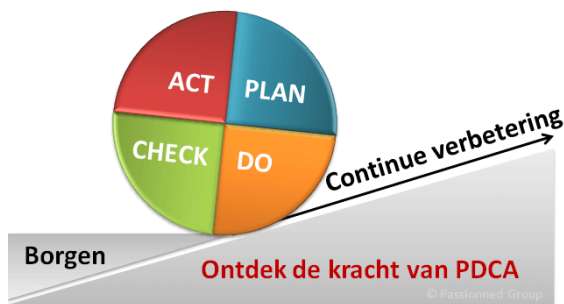 ACT
PLAN
CHECK
DO
Continue verbetering
Borgen
Ontdek de kracht van PDCA
© Passionned Group